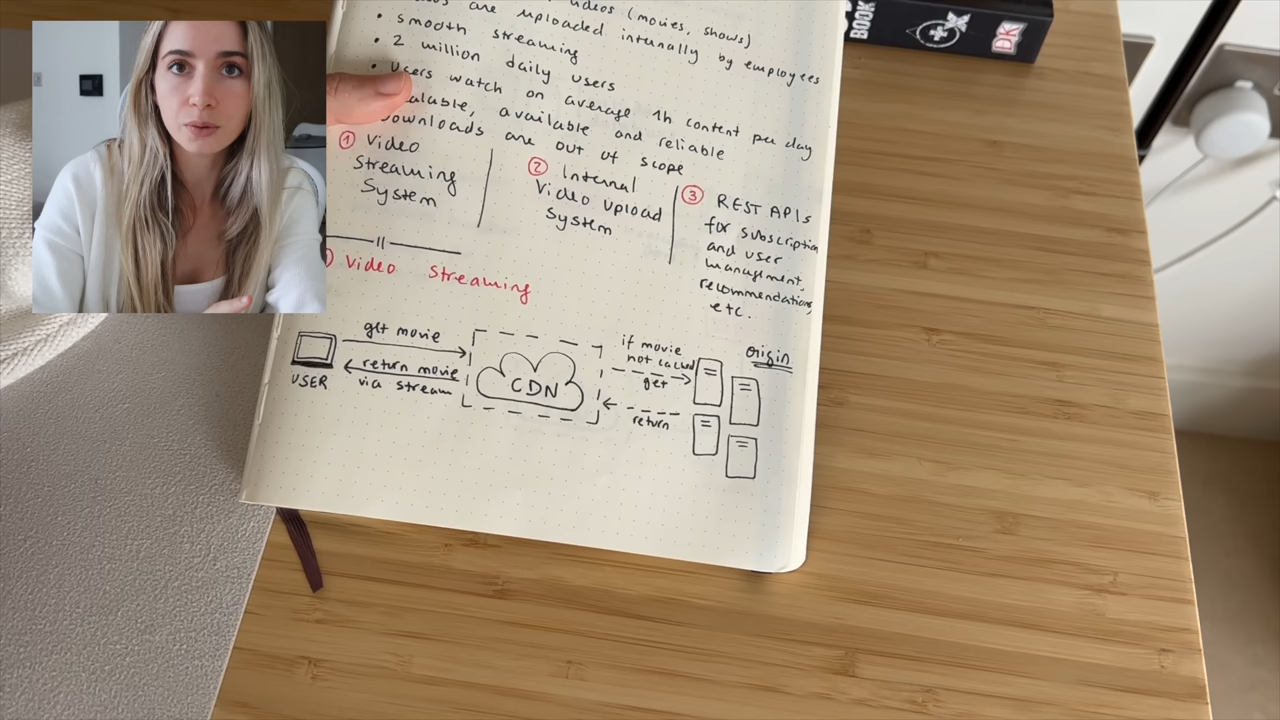 videos (movies, shows)
are uploaded internally by employees
• smooth streaming
• 2 million daily users
• users watch on average 1h content per day
available and reliable
Downloads are out of scope
① Video
Streaming
System
② Internal
Video Upload
System
③ REST APIs
for subscription
and user
management,
recommendations,
etc.
Video Streaming
USER
get movie
return movie
via stream
CDN
if movie
not cached
get
return
origin
BOOK
DK